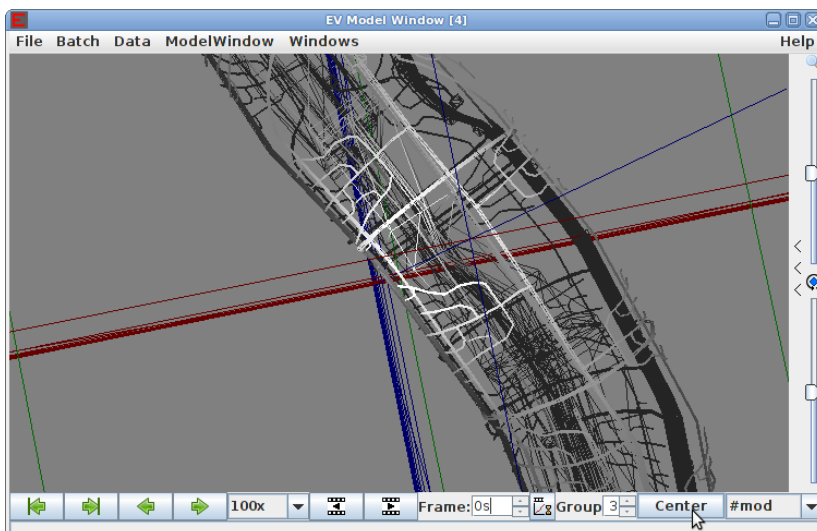 EV Model Window [4]
File Batch Data ModelWindow Windows Help
100x Frame: 0s Group 3 Center #mod